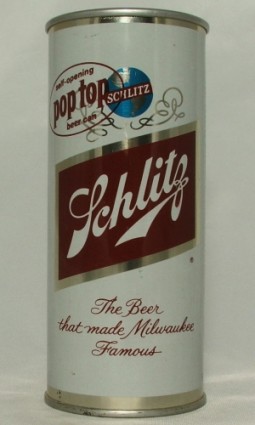 self-opening
pop top
beer can
SCHLITZ
Schlitz
®
The Beer
that made Milwaukee
Famous